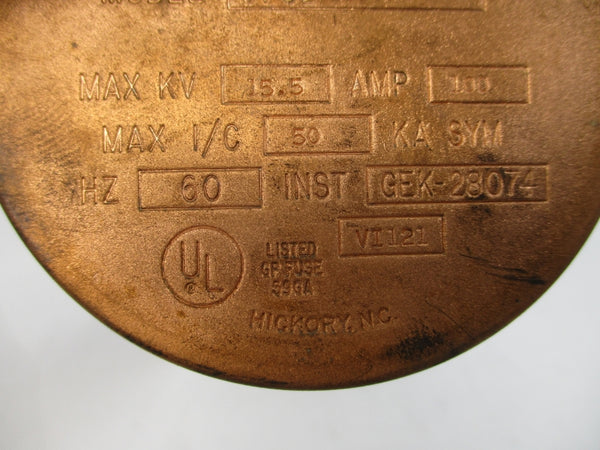 MAX KV 15.5 AMP 100
MAX I/C 50 KA SYM
HZ 60 INST GEK-28074
VI121
UL
LISTED
GP FUSE
599A
HICKORY, N.C.